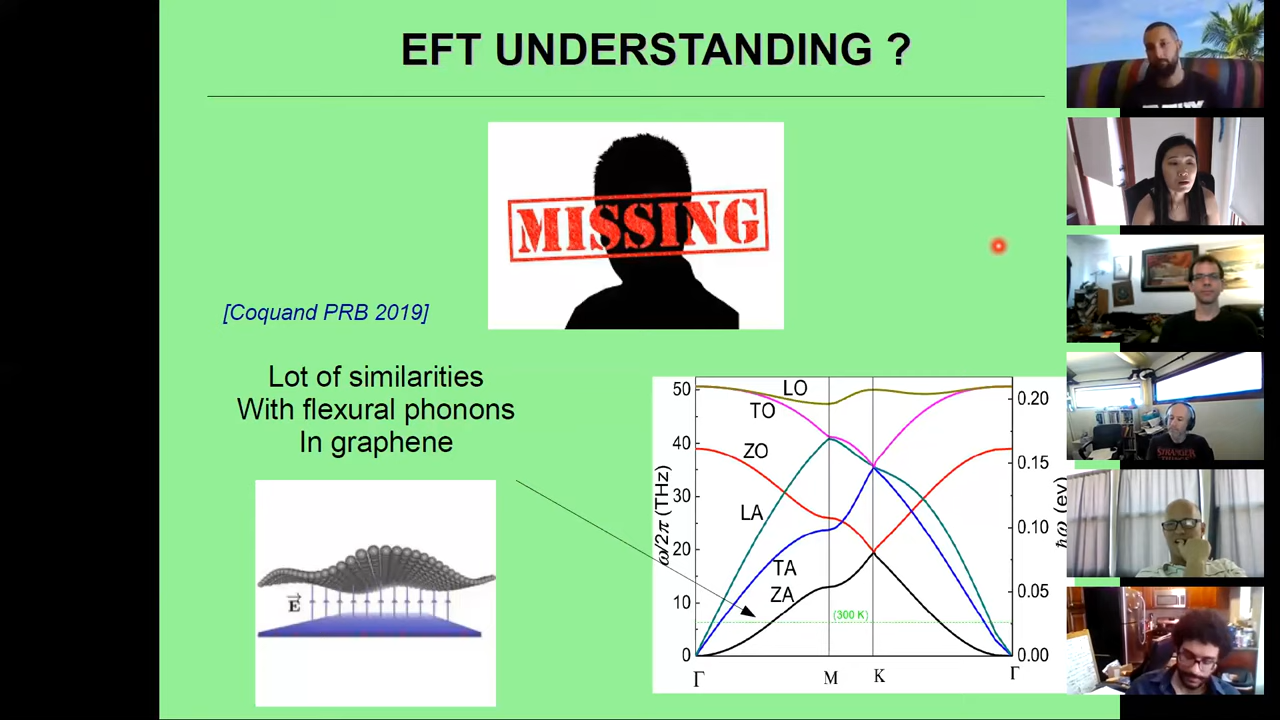 EFT UNDERSTANDING ?
MISSING
[Coquand PRB 2019]
Lot of similarities
With flexural phonons
In graphene
E
50
40
30
20
10
0
ω/2π (THz)
LO
TO
ZO
LA
TA
ZA
(300 K)
0.20
0.15
0.10
0.05
0.00
ħω (ev)
Γ
M
K
Γ
STRANGER